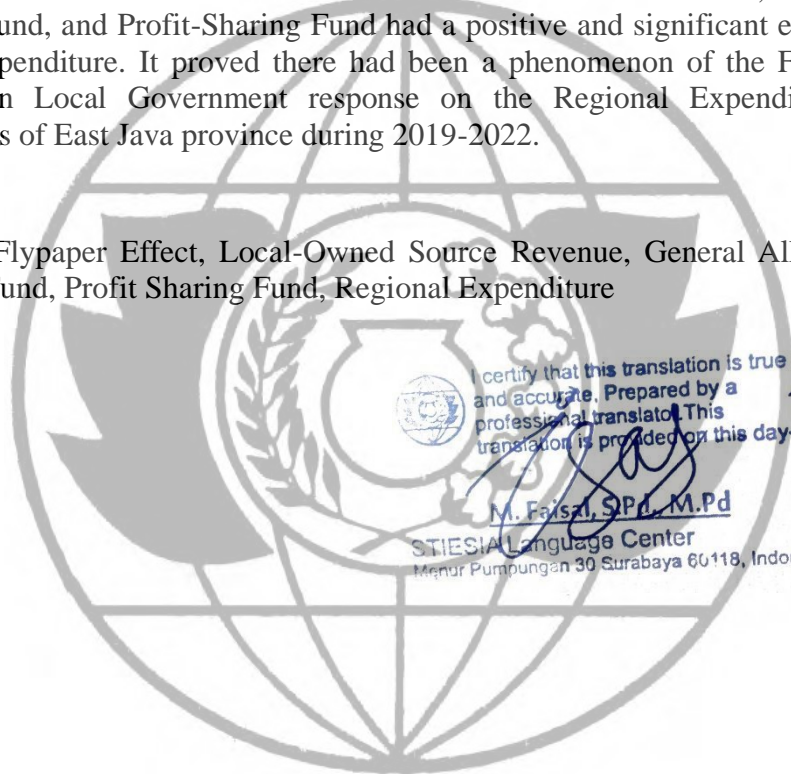 und, and Profit-Sharing Fund had a positive and significant e
penditure. It proved there had been a phenomenon of the F
n Local Government response on the Regional Expendi
s of East Java province during 2019-2022.
Flypaper Effect, Local-Owned Source Revenue, General All
und, Profit Sharing Fund, Regional Expenditure
I certify that this translation is true
and accurate. Prepared by a
professional translator. This
translation is provided on this day
M. Faisal, S.Pd., M.Pd
STIESIA Language Center
Menur Pumpungan 30 Surabaya 60118, Indo